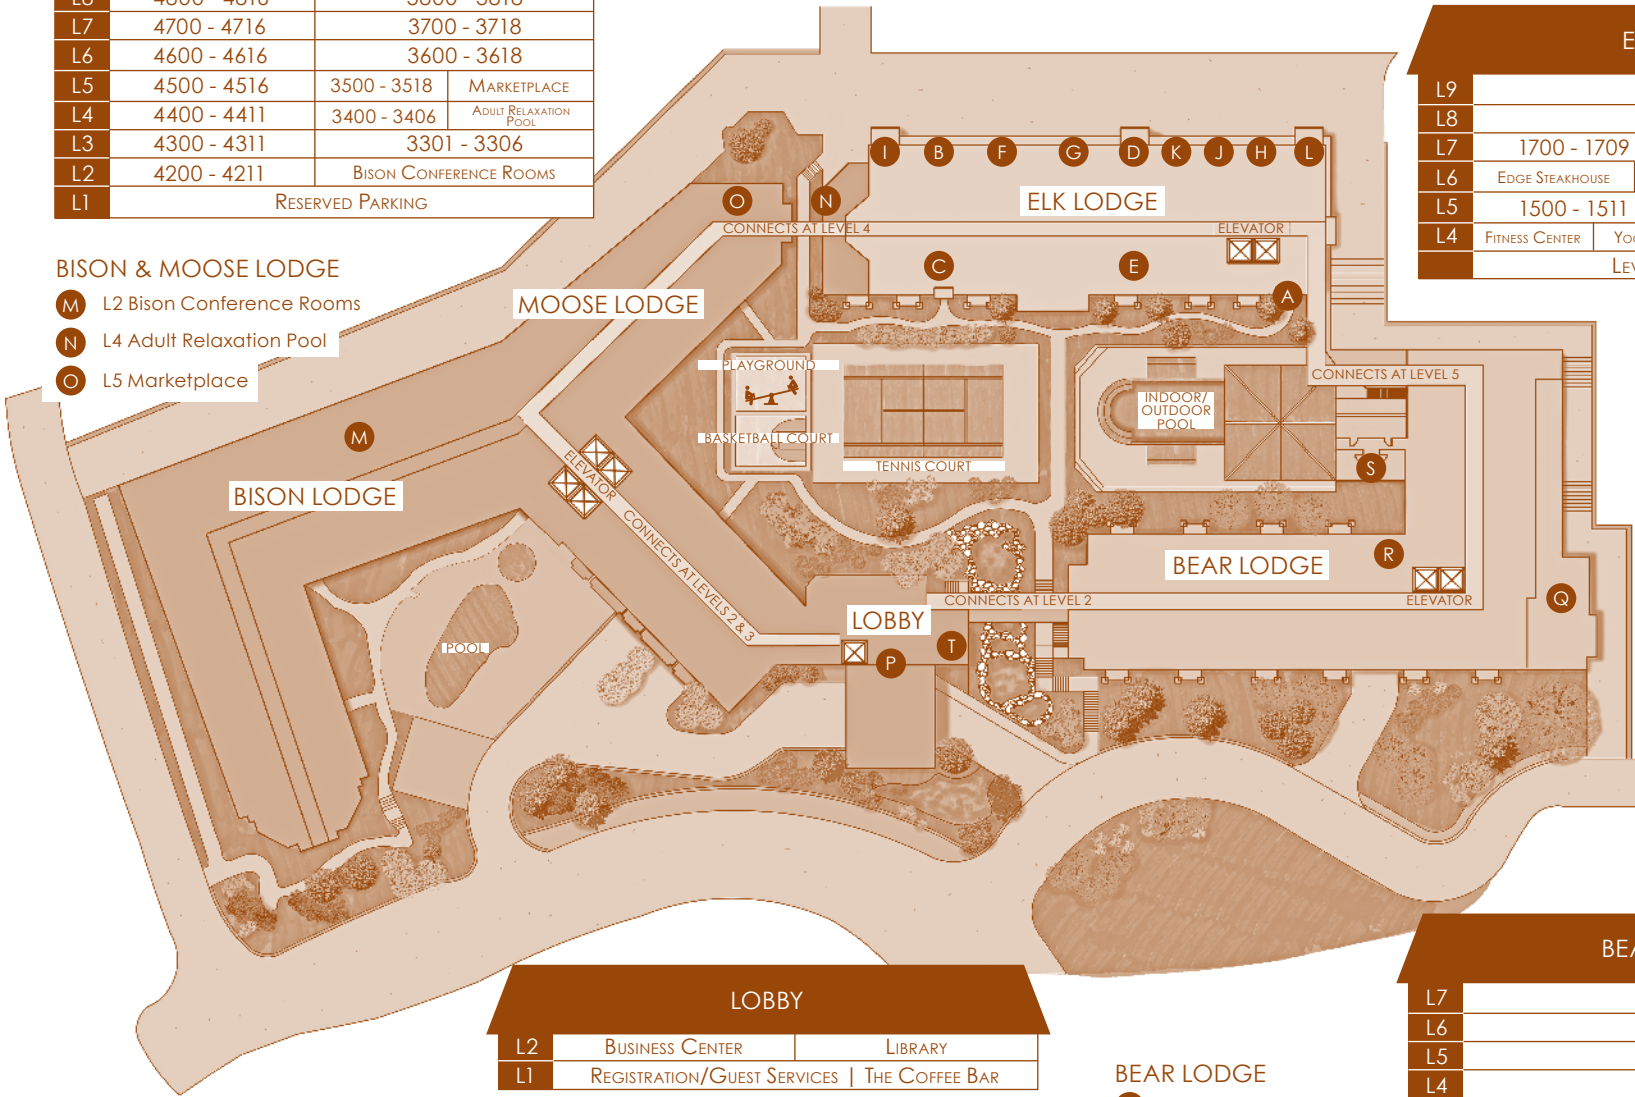 L7 4700 - 4716 3700 - 3718
L6 4600 - 4616 3600 - 3618
L5 4500 - 4516 3500 - 3518 Marketplace
L4 4400 - 4411 3400 - 3406 Adult Relaxation Pool
L3 4300 - 4311 3301 - 3306
L2 4200 - 4211 Bison Conference Rooms
L1 Reserved Parking
BISON & MOOSE LODGE
M L2 Bison Conference Rooms
N L4 Adult Relaxation Pool
O L5 Marketplace
I B F G D K J H L
O N
ELK LODGE
CONNECTS AT LEVEL 4
ELEVATOR
C E A
MOOSE LODGE
PLAYGROUND
BASKETBALL COURT
TENNIS COURT
INDOOR/
OUTDOOR
POOL
CONNECTS AT LEVEL 5
S
M
BISON LODGE
ELEVATOR
CONNECTS AT LEVELS 2 & 3
POOL
BEAR LODGE
R
CONNECTS AT LEVEL 2
ELEVATOR
Q
LOBBY
T
P
L9
L8
L7 1700 - 1709
L6 Edge Steakhouse
L5 1500 - 1511
L4 Fitness Center
LOBBY
L2 Business Center Library
L1 Registration/Guest Services | The Coffee Bar
BEAR LODGE
L7
L6
L5
L4